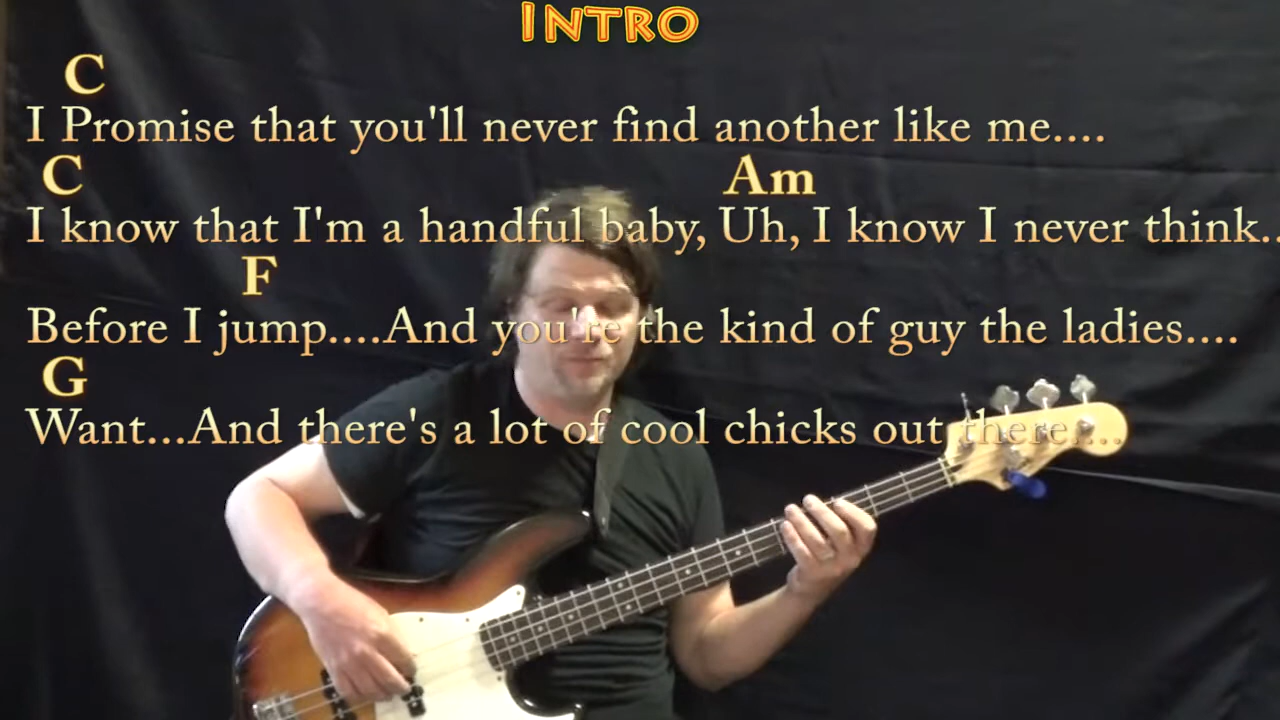 INTRO
C
I Promise that you'll never find another like me....
C Am
I know that I'm a handful baby, Uh, I know I never think..
F
Before I jump....And you're the kind of guy the ladies....
G
Want...And there's a lot of cool chicks out there....